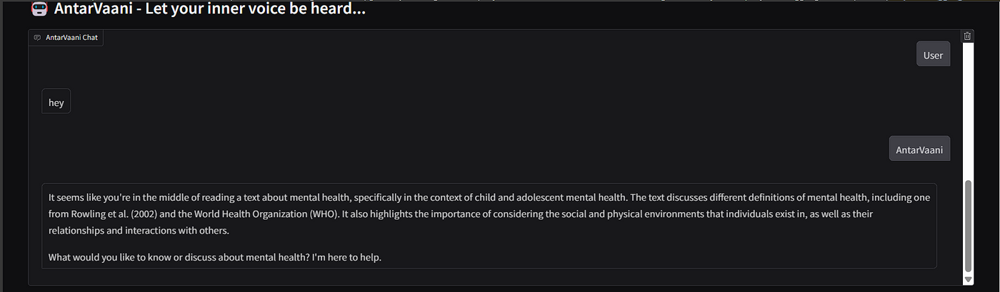 AntarVaani - Let your inner voice be heard...
AntarVaani Chat
User
hey
AntarVaani
It seems like you're in the middle of reading a text about mental health, specifically in the context of child and adolescent mental health. The text discusses different definitions of mental health, including one
from Rowling et al. (2002) and the World Health Organization (WHO). It also highlights the importance of considering the social and physical environments that individuals exist in, as well as their
relationships and interactions with others.
What would you like to know or discuss about mental health? I'm here to help.